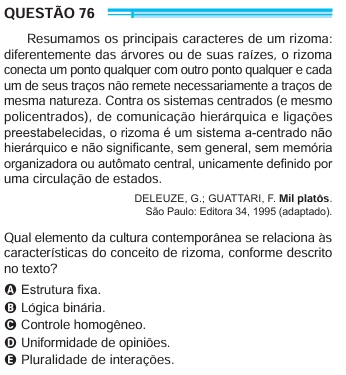 QUESTÃO 76
Resumamos os principais caracteres de um rizoma:
diferentemente das árvores ou de suas raízes, o rizoma
conecta um ponto qualquer com outro ponto qualquer e cada
um de seus traços não remete necessariamente a traços de
mesma natureza. Contra os sistemas centrados (e mesmo
policentrados), de comunicação hierárquica e ligações
preestabelecidas, o rizoma é um sistema a-centrado não
hierárquico e não significante, sem general, sem memória
organizadora ou autômato central, unicamente definido por
uma circulação de estados.
DELEUZE, G.; GUATTARI, F. Mil platôs.
São Paulo: Editora 34, 1995 (adaptado).
Qual elemento da cultura contemporânea se relaciona às
características do conceito de rizoma, conforme descrito
no texto?
A Estrutura fixa.
B Lógica binária.
C Controle homogêneo.
D Uniformidade de opiniões.
E Pluralidade de interações.